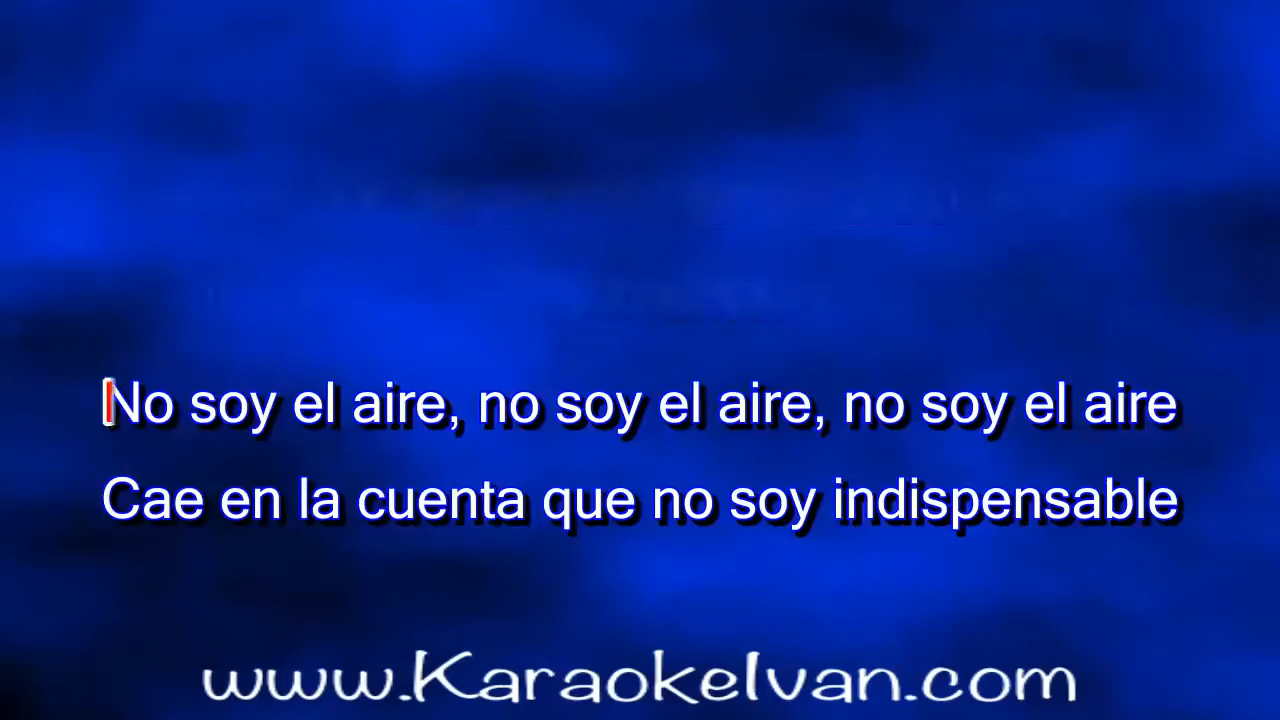 No soy el aire, no soy el aire, no soy el aire
Cae en la cuenta que no soy indispensable
www.KaraokeIvan.com